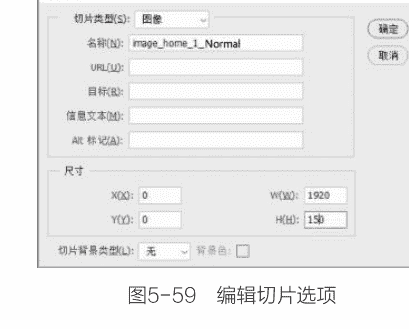 切片类型(S): 图像
确定
名称(N): image_home_1_Normal
取消
URL(U):
目标(R):
信息文本(M):
Alt 标记(A):
尺寸
X(X): 0 W(W): 1920
Y(Y): 0 H(H): 150
切片背景类型(L): 无 背景色:
图5-59 编辑切片选项